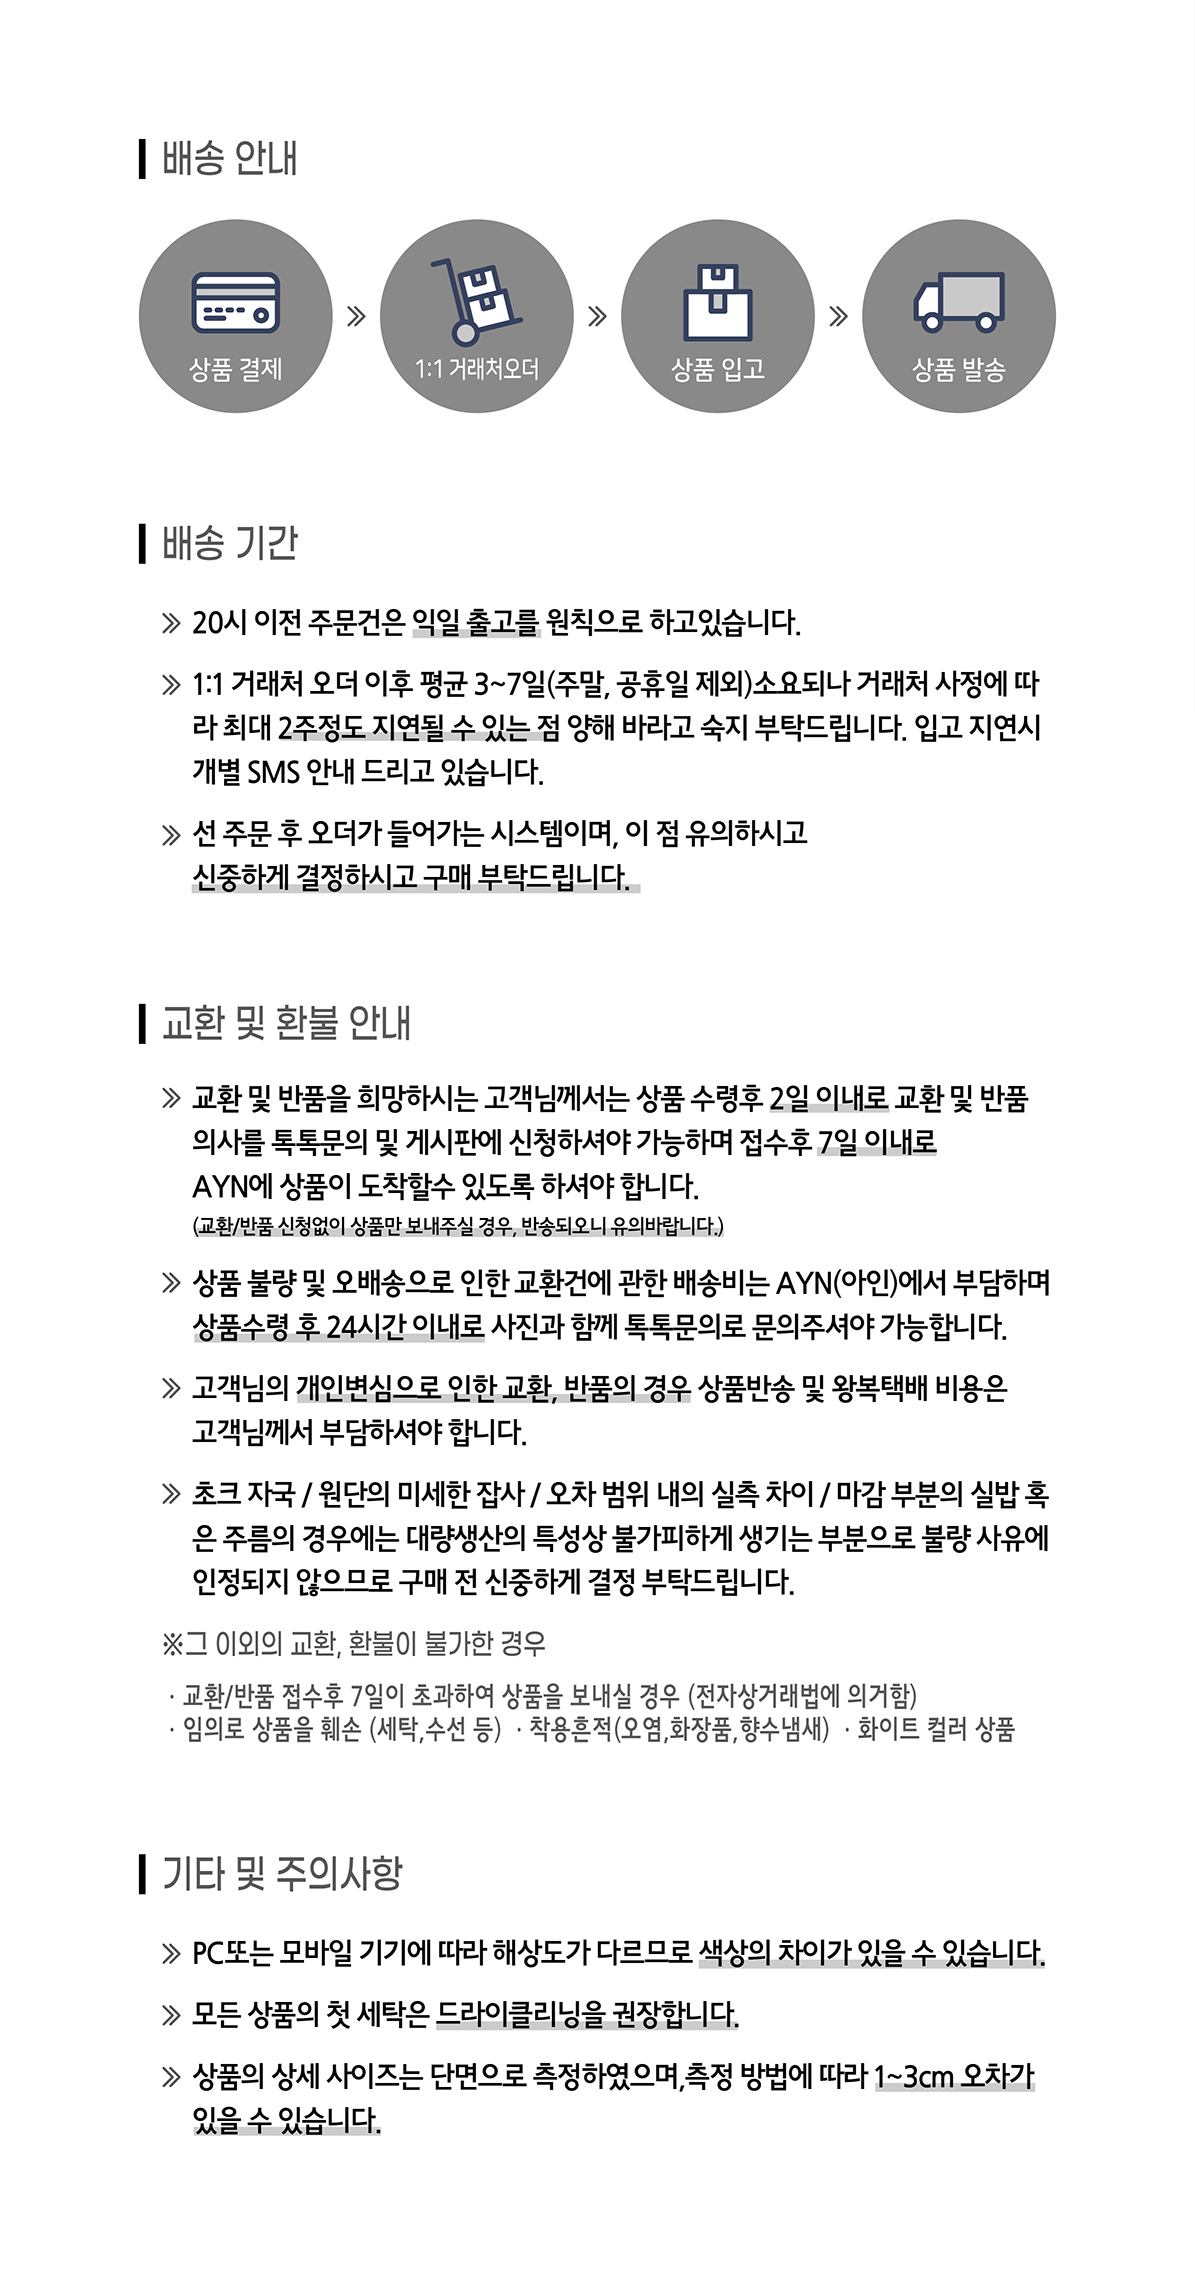 배송 안내
상품 결제
1:1 거래처오더
상품 입고
상품 발송
배송 기간
20시 이전 주문건은 익일 출고를 원칙으로 하고있습니다.
1:1 거래처 오더 이후 평균 3~7일(주말, 공휴일 제외)소요되나 거래처 사정에 따
라 최대 2주정도 지연될 수 있는 점 양해 바라고 숙지 부탁드립니다. 입고 지연시
개별 SMS 안내 드리고 있습니다.
선 주문 후 오더가 들어가는 시스템이며, 이 점 유의하시고
신중하게 결정하시고 구매 부탁드립니다.
교환 및 환불 안내
교환 및 반품을 희망하시는 고객님께서는 상품 수령후 2일 이내로 교환 및 반품
의사를 톡톡문의 및 게시판에 신청하셔야 가능하며 접수후 7일 이내로
AYN에 상품이 도착할수 있도록 하셔야 합니다.
(교환/반품 신청없이 상품만 보내주실 경우, 반송되오니 유의바랍니다.)
상품 불량 및 오배송으로 인한 교환건에 관한 배송비는 AYN(아인)에서 부담하며
상품수령 후 24시간 이내로 사진과 함께 톡톡문의로 문의주셔야 가능합니다.
고객님의 개인변심으로 인한 교환, 반품의 경우 상품반송 및 왕복택배 비용은
고객님께서 부담하셔야 합니다.
초크 자국 / 원단의 미세한 잡사 / 오차 범위 내의 실측 차이 / 마감 부분의 실밥 혹
은 주름의 경우에는 대량생산의 특성상 불가피하게 생기는 부분으로 불량 사유에
인정되지 않으므로 구매 전 신중하게 결정 부탁드립니다.
※그 이외의 교환, 환불이 불가한 경우
· 교환/반품 접수후 7일이 초과하여 상품을 보내실 경우 (전자상거래법에 의거함)
· 임의로 상품을 훼손 (세탁,수선 등) · 착용흔적(오염,화장품,향수냄새) · 화이트 컬러 상품
기타 및 주의사항
PC또는 모바일 기기에 따라 해상도가 다르므로 색상의 차이가 있을 수 있습니다.
모든 상품의 첫 세탁은 드라이클리닝을 권장합니다.
상품의 상세 사이즈는 단면으로 측정하였으며,측정 방법에 따라 1~3cm 오차가
있을 수 있습니다.